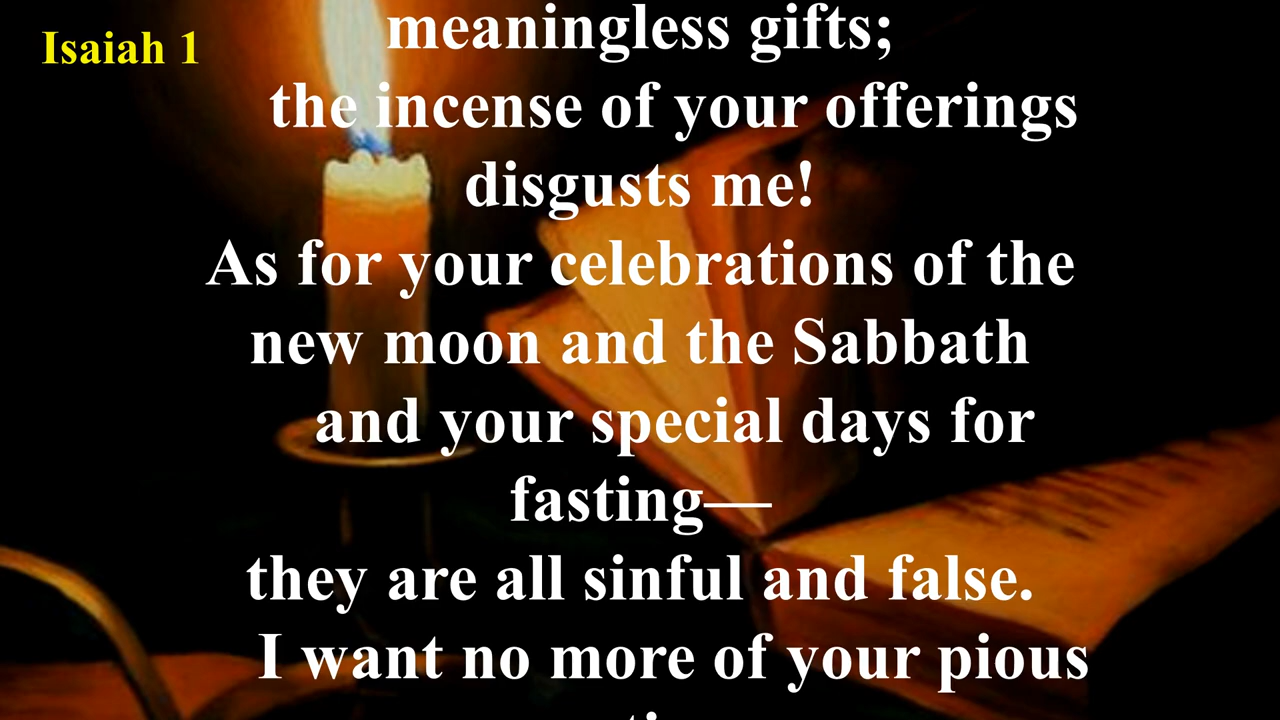 Isaiah 1
meaningless gifts;
the incense of your offerings
disgusts me!
As for your celebrations of the
new moon and the Sabbath
and your special days for
fasting—
they are all sinful and false.
I want no more of your pious